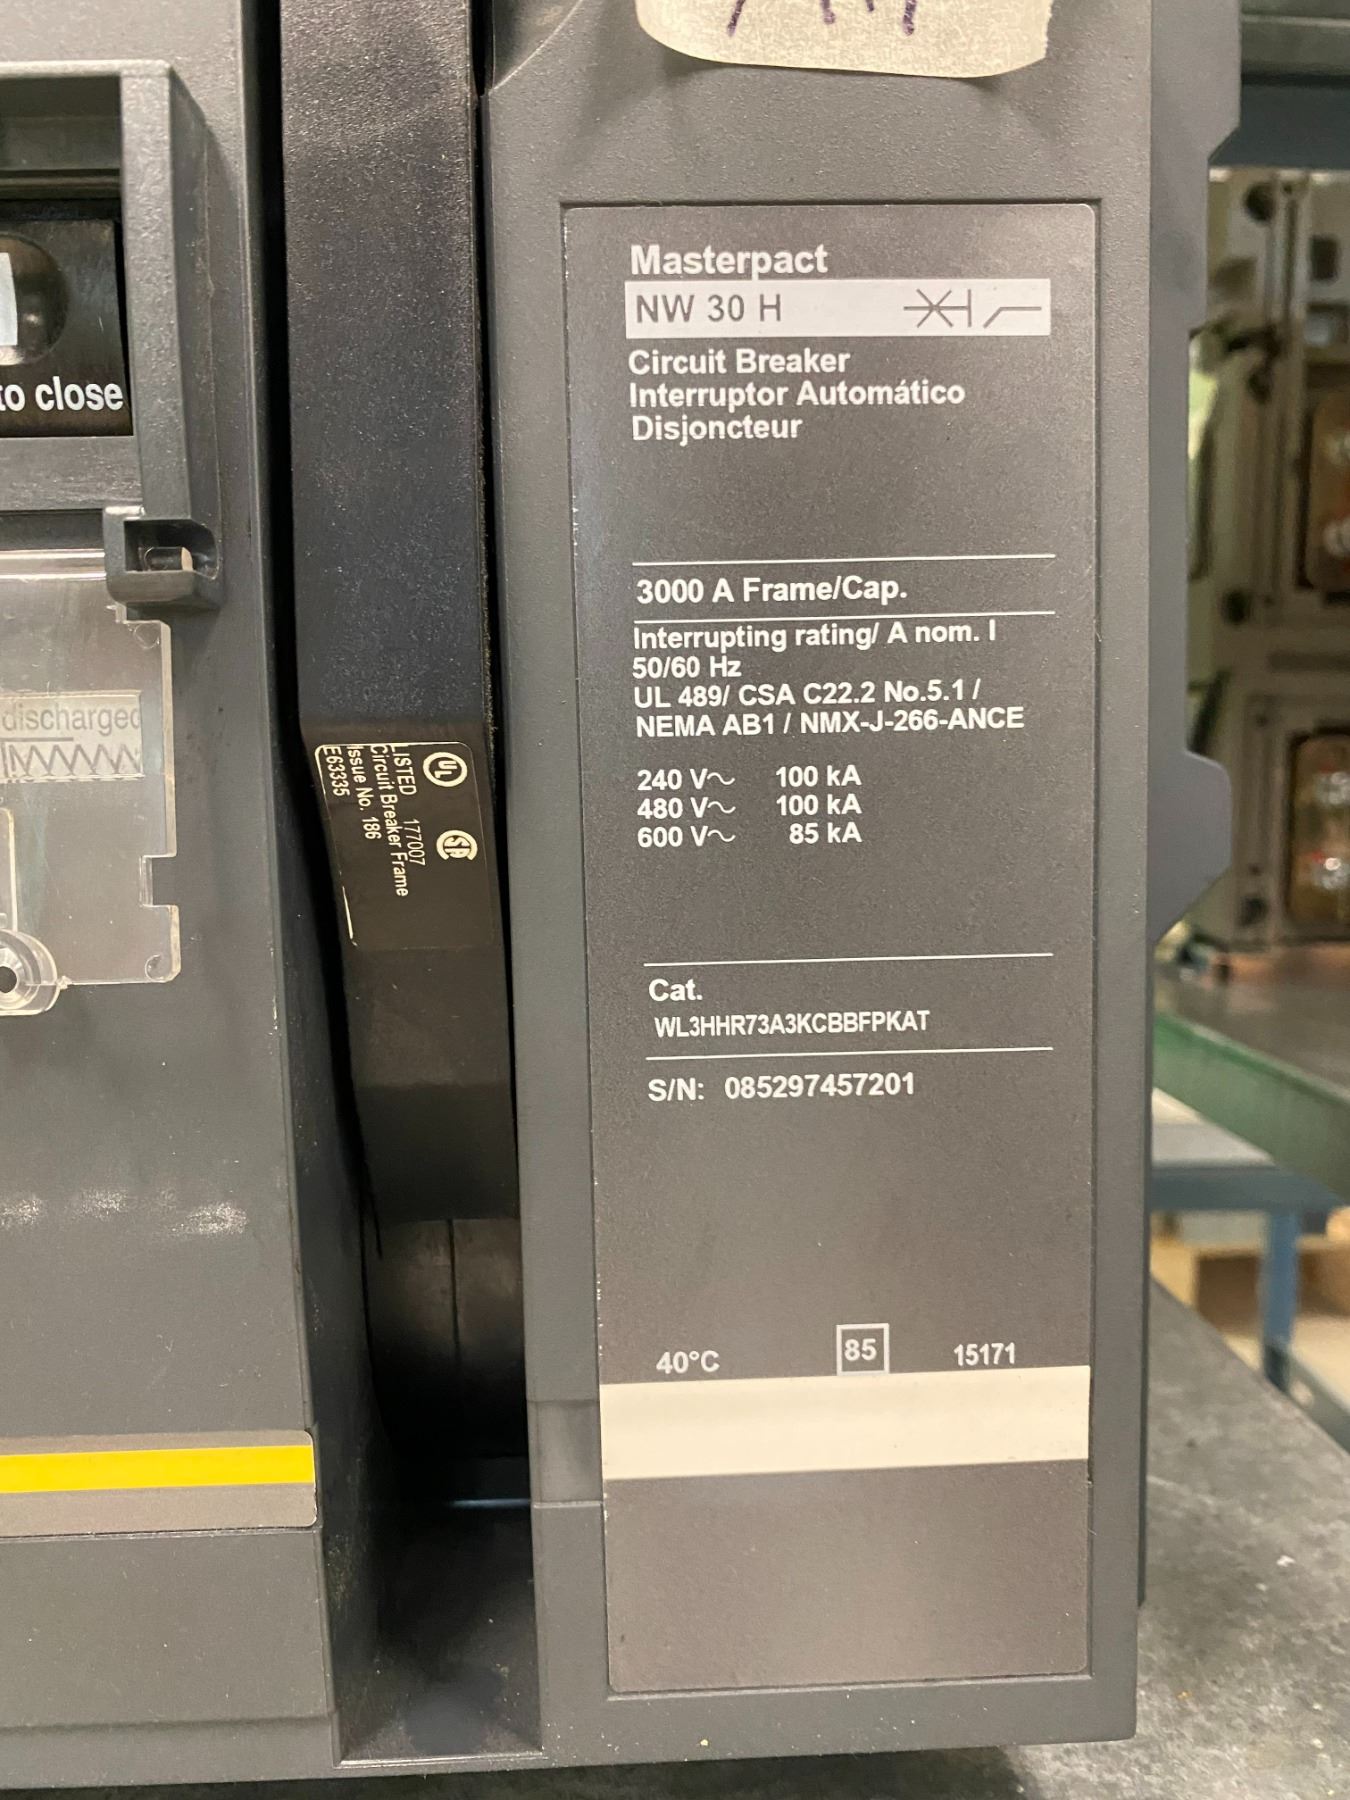 to close
discharged
LISTED 177007
Circuit Breaker Frame
Issue No. 186
E63335
UL
Masterpact
NW 30 H
Circuit Breaker
Interruptor Automático
Disjoncteur
3000 A Frame/Cap.
Interrupting rating/ A nom. I
50/60 Hz
UL 489/ CSA C22.2 No.5.1 /
NEMA AB1 / NMX-J-266-ANCE
240 V~ 100 kA
480 V~ 100 kA
600 V~ 85 kA
Cat.
WL3HHR73A3KCBBFPKAT
S/N: 085297457201
40°C 85 15171